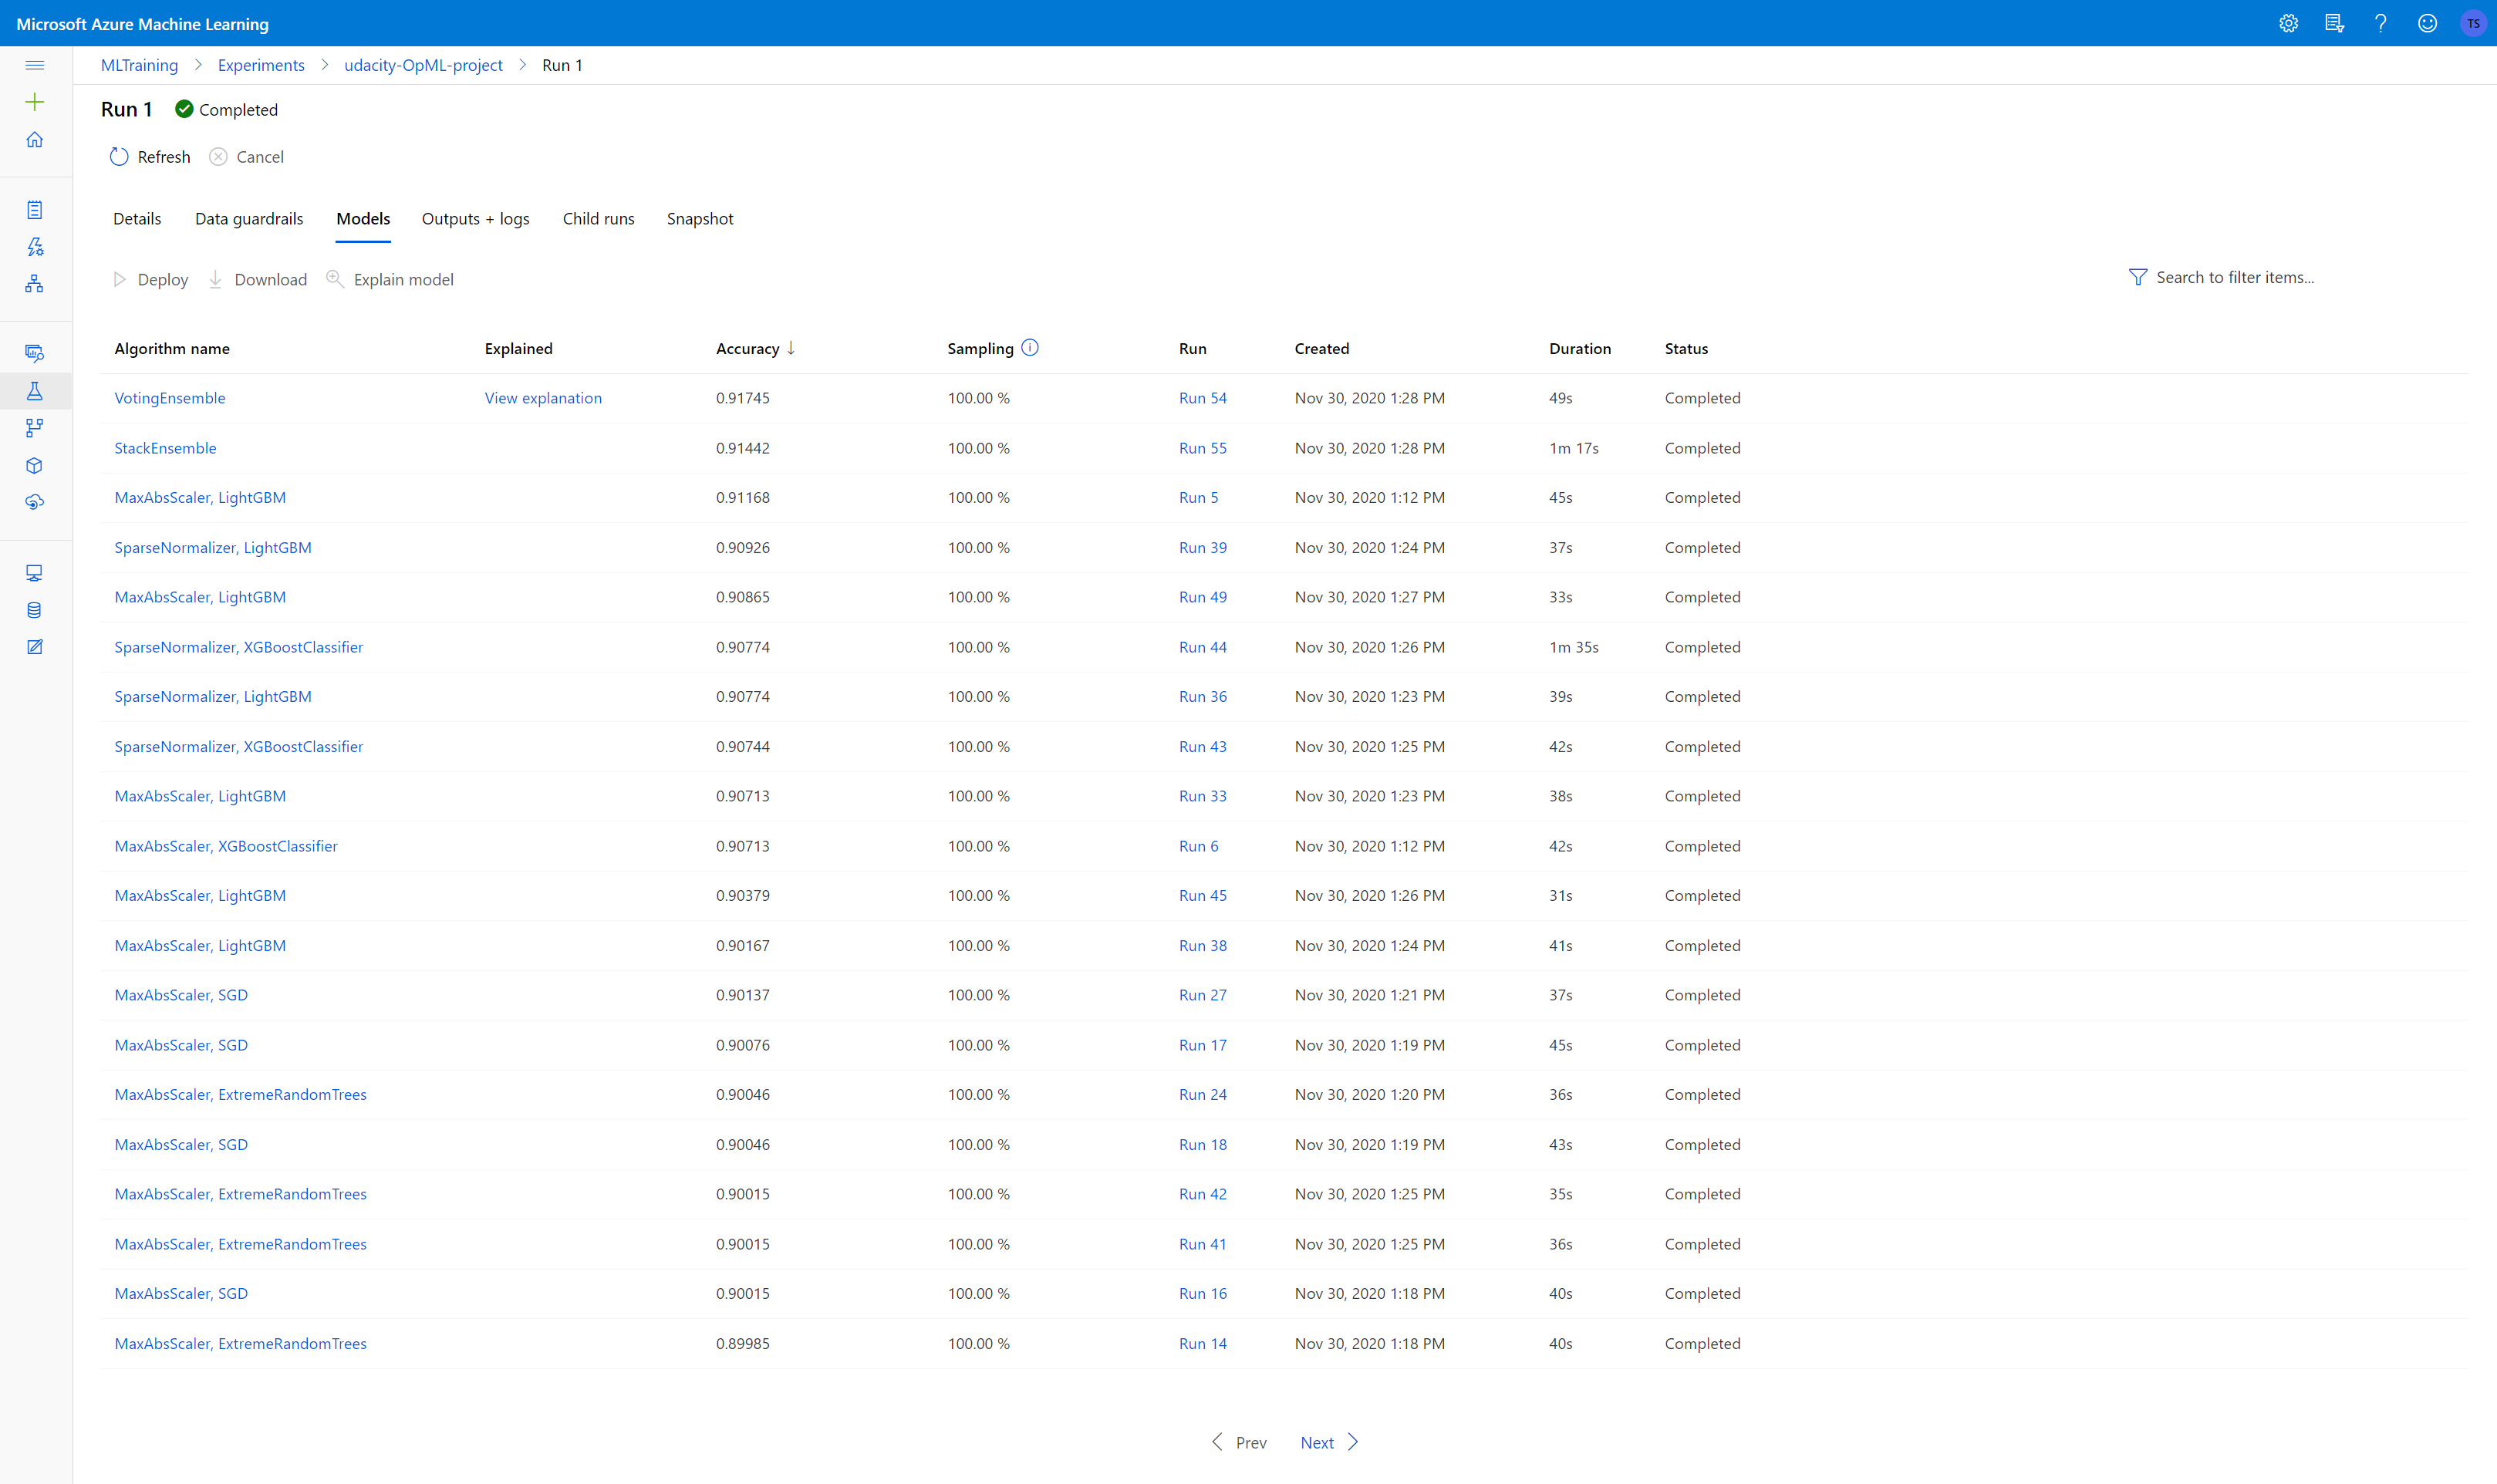 Microsoft Azure Machine Learning TS
MLTraining > Experiments > udacity-OpML-project > Run 1
Run 1 Completed
Refresh Cancel
Details Data guardrails Models Outputs + logs Child runs Snapshot
Deploy Download Explain model Search to filter items...
Algorithm name Explained Accuracy ↓ Sampling Run Created Duration Status
VotingEnsemble View explanation 0.91745 100.00 % Run 54 Nov 30, 2020 1:28 PM 49s Completed
StackEnsemble 0.91442 100.00 % Run 55 Nov 30, 2020 1:28 PM 1m 17s Completed
MaxAbsScaler, LightGBM 0.91168 100.00 % Run 5 Nov 30, 2020 1:12 PM 45s Completed
SparseNormalizer, LightGBM 0.90926 100.00 % Run 39 Nov 30, 2020 1:24 PM 37s Completed
MaxAbsScaler, LightGBM 0.90865 100.00 % Run 49 Nov 30, 2020 1:27 PM 33s Completed
SparseNormalizer, XGBoostClassifier 0.90774 100.00 % Run 44 Nov 30, 2020 1:26 PM 1m 35s Completed
SparseNormalizer, LightGBM 0.90774 100.00 % Run 36 Nov 30, 2020 1:23 PM 39s Completed
SparseNormalizer, XGBoostClassifier 0.90744 100.00 % Run 43 Nov 30, 2020 1:25 PM 42s Completed
MaxAbsScaler, LightGBM 0.90713 100.00 % Run 33 Nov 30, 2020 1:23 PM 38s Completed
MaxAbsScaler, XGBoostClassifier 0.90713 100.00 % Run 6 Nov 30, 2020 1:12 PM 42s Completed
MaxAbsScaler, LightGBM 0.90379 100.00 % Run 45 Nov 30, 2020 1:26 PM 31s Completed
MaxAbsScaler, LightGBM 0.90167 100.00 % Run 38 Nov 30, 2020 1:24 PM 41s Completed
MaxAbsScaler, SGD 0.90137 100.00 % Run 27 Nov 30, 2020 1:21 PM 37s Completed
MaxAbsScaler, SGD 0.90076 100.00 % Run 17 Nov 30, 2020 1:19 PM 45s Completed
MaxAbsScaler, ExtremeRandomTrees 0.90046 100.00 % Run 24 Nov 30, 2020 1:20 PM 36s Completed
MaxAbsScaler, SGD 0.90046 100.00 % Run 18 Nov 30, 2020 1:19 PM 43s Completed
MaxAbsScaler, ExtremeRandomTrees 0.90015 100.00 % Run 42 Nov 30, 2020 1:25 PM 35s Completed
MaxAbsScaler, ExtremeRandomTrees 0.90015 100.00 % Run 41 Nov 30, 2020 1:25 PM 36s Completed
MaxAbsScaler, SGD 0.90015 100.00 % Run 16 Nov 30, 2020 1:18 PM 40s Completed
MaxAbsScaler, ExtremeRandomTrees 0.89985 100.00 % Run 14 Nov 30, 2020 1:18 PM 40s Completed
< Prev Next >